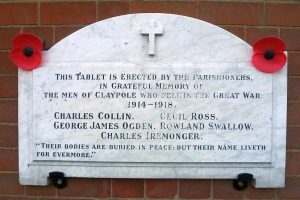 This Tablet is Erected by the Parishioners,
in Grateful Memory of
the Men of Claypole who fell in the Great War
1914-1918.
Charles Collin. Cecil Ross.
George James Ogden. Rowland Swallow.
Charles Iremonger.
"Their bodies are buried in peace; but their name liveth
for evermore."